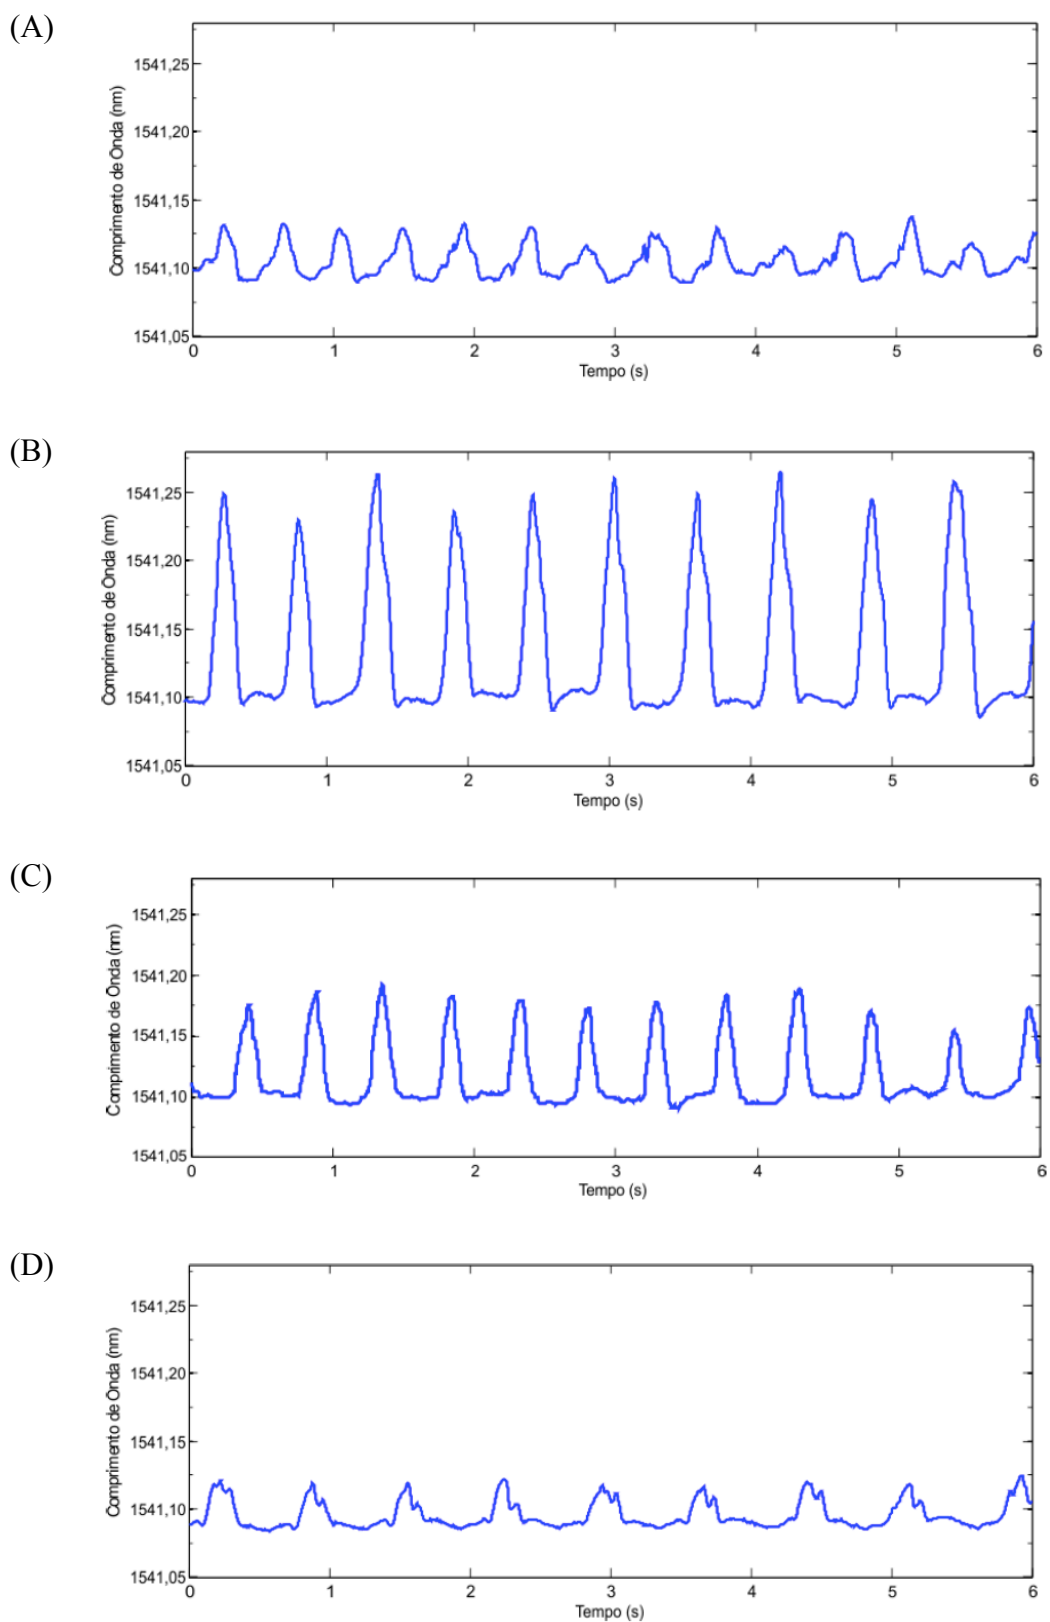 (A)
Comprimento de Onda (nm)
1541,25
1541,20
1541,15
1541,10
1541,05
0 1 2 3 4 5 6
Tempo (s)
(B)
Comprimento de Onda (nm)
1541,25
1541,20
1541,15
1541,10
1541,05
0 1 2 3 4 5 6
Tempo (s)
(C)
Comprimento de Onda (nm)
1541,25
1541,20
1541,15
1541,10
1541,05
0 1 2 3 4 5 6
Tempo (s)
(D)
Comprimento de Onda (nm)
1541,25
1541,20
1541,15
1541,10
1541,05
0 1 2 3 4 5 6
Tempo (s)